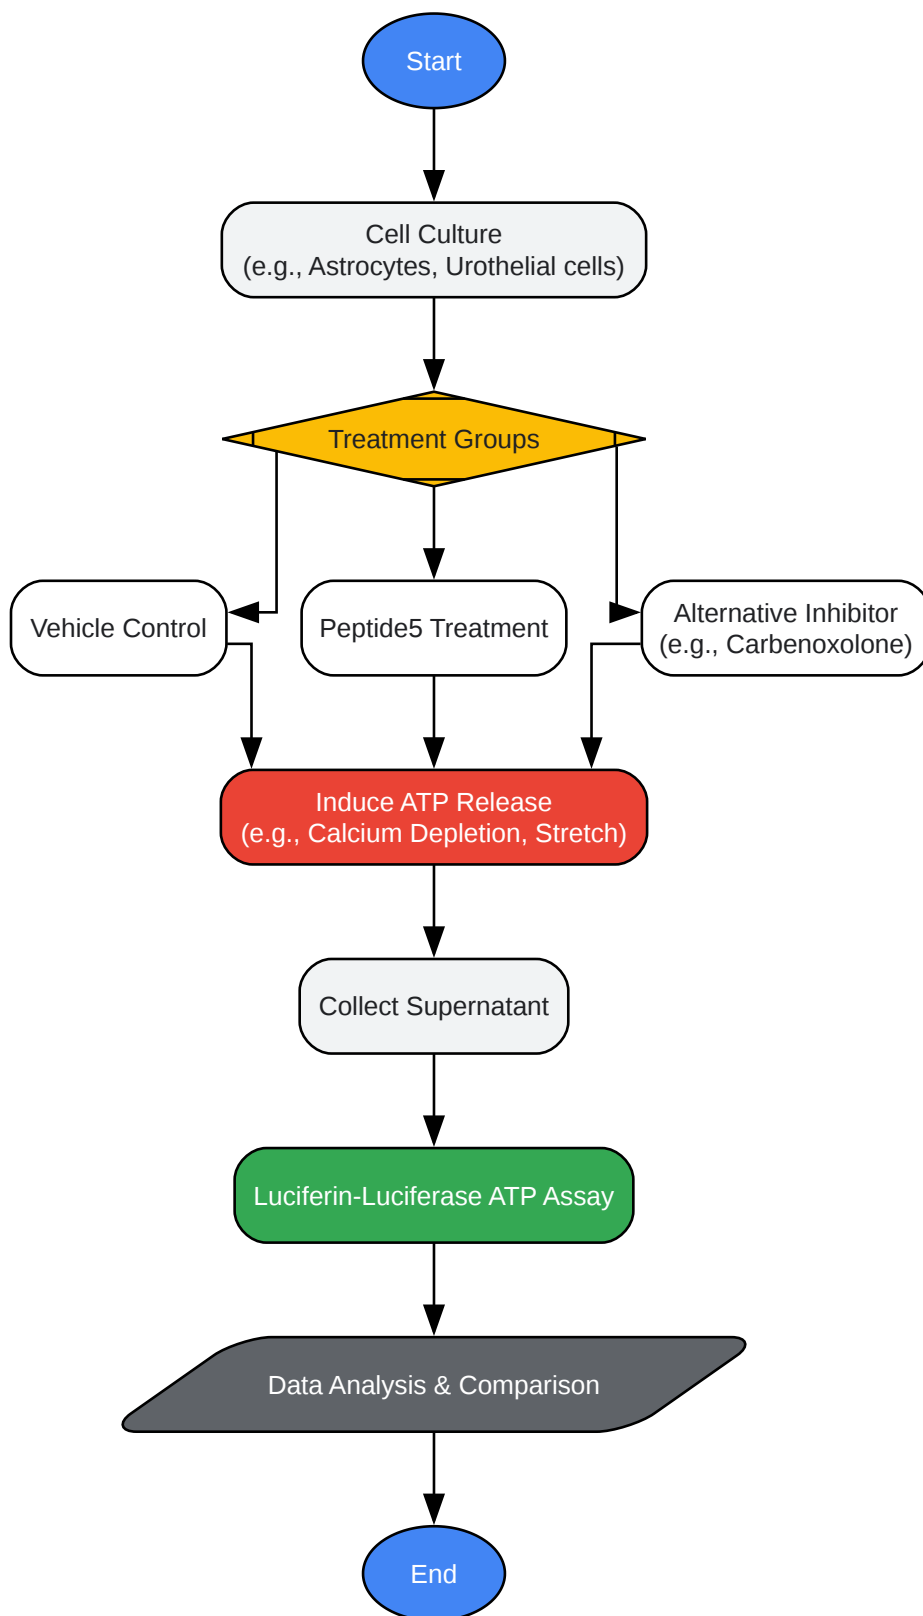 Start
Cell Culture
(e.g., Astrocytes, Urothelial cells)
Treatment Groups
Vehicle Control
Peptide5 Treatment
Alternative Inhibitor
(e.g., Carbenoxolone)
Induce ATP Release
(e.g., Calcium Depletion, Stretch)
Collect Supernatant
Luciferin-Luciferase ATP Assay
Data Analysis & Comparison
End